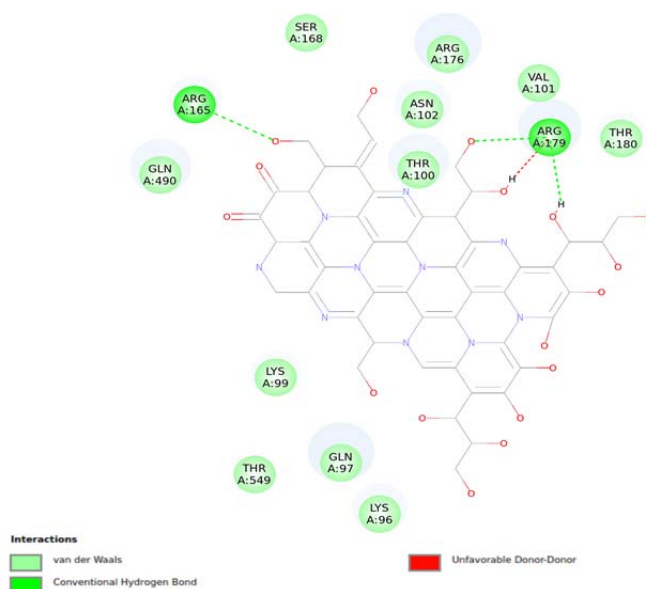 SER
A:168
ARG
A:176
VAL
A:101
ARG
A:165
ASN
A:102
ARG
A:179
THR
A:180
THR
A:100
GLN
A:490
LYS
A:99
GLN
A:97
THR
A:549
LYS
A:96
O
O
O
H
O
H
O
O
O
O
O
O
O
O
O
O
O
O
O
N
N
N
N
N
N
N
N
N
N
N
Interactions
van der Waals
Conventional Hydrogen Bond
Unfavorable Donor-Donor